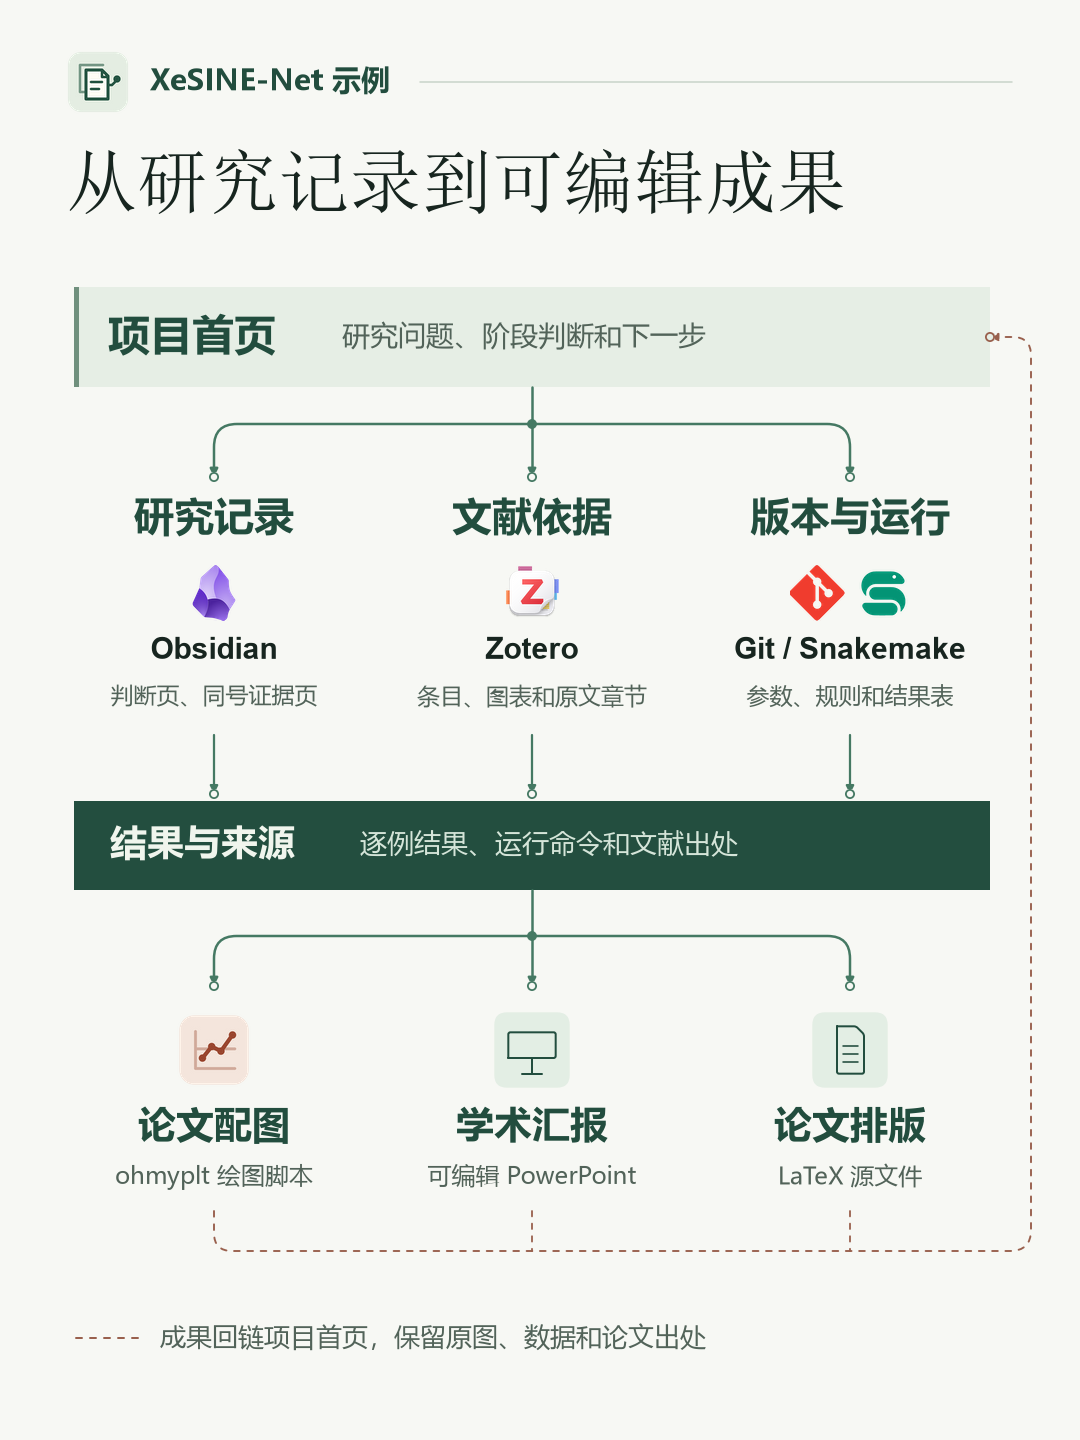 XeSINE-Net 示例
从研究记录到可编辑成果
项目首页
研究问题、阶段判断和下一步
研究记录
文献依据
版本与运行
Z
Obsidian
Zotero
Git / Snakemake
判断页、同号证据页
条目、图表和原文章节
参数、规则和结果表
结果与来源
逐例结果、运行命令和文献出处
论文配图
学术汇报
论文排版
ohmyplt 绘图脚本
可编辑 PowerPoint
LaTeX 源文件
成果回链项目首页，保留原图、数据和论文出处